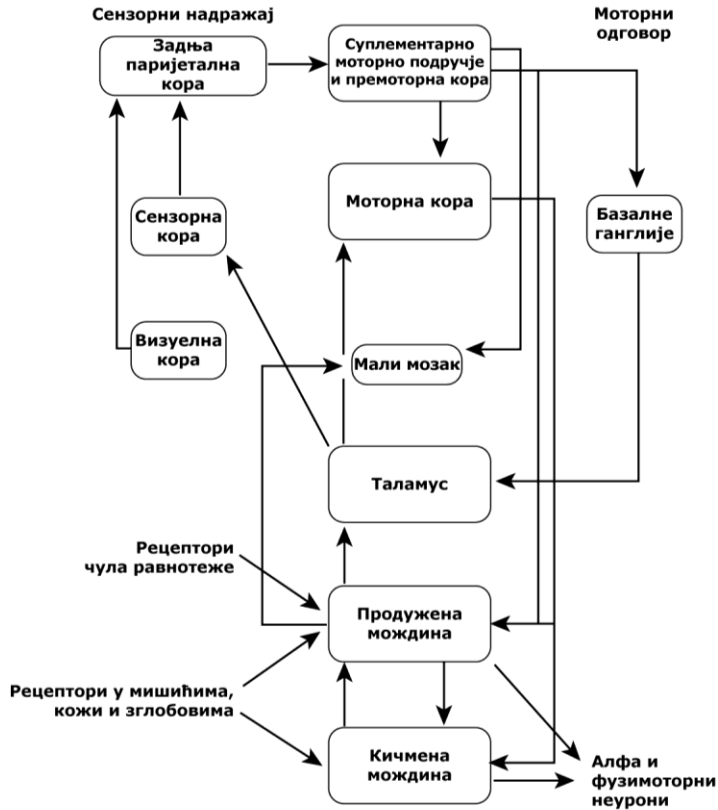 Сензорни надражај
Моторни
одговор
Задња
паријетална
кора
Суплементарно
моторно подручје
и премоторна кора
Сензорна
кора
Моторна кора
Базалне
ганглије
Визуелна
кора
Мали мозак
Таламус
Рецептори
чула равнотеже
Продужена
мождина
Рецептори у мишићима,
кожи и зглобовима
Кичмена
мождина
Алфа и
фузимоторни
неурони